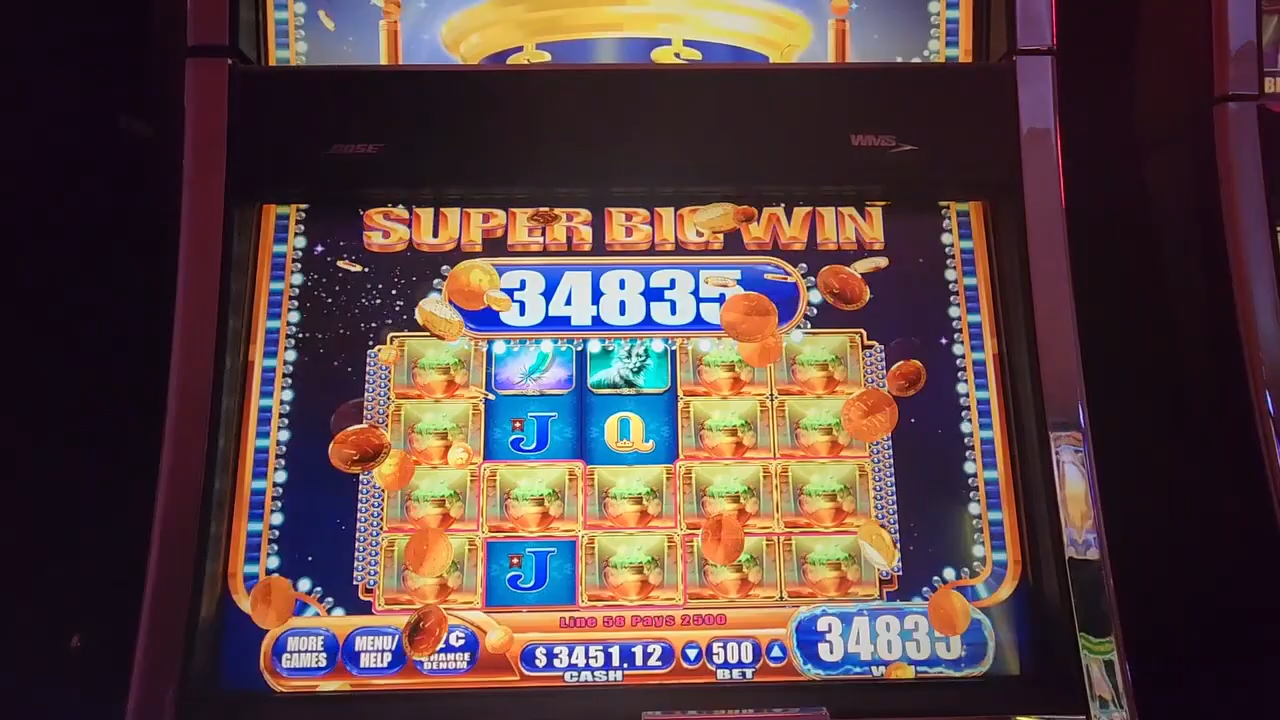 BOSE
WMS
SUPER BIG WIN
34835
J
Q
J
Line 58 Pays 2500
MORE GAMES
MENU/ HELP
¢
CHANGE DENOM
$3451.12
CASH
500
BET
34835